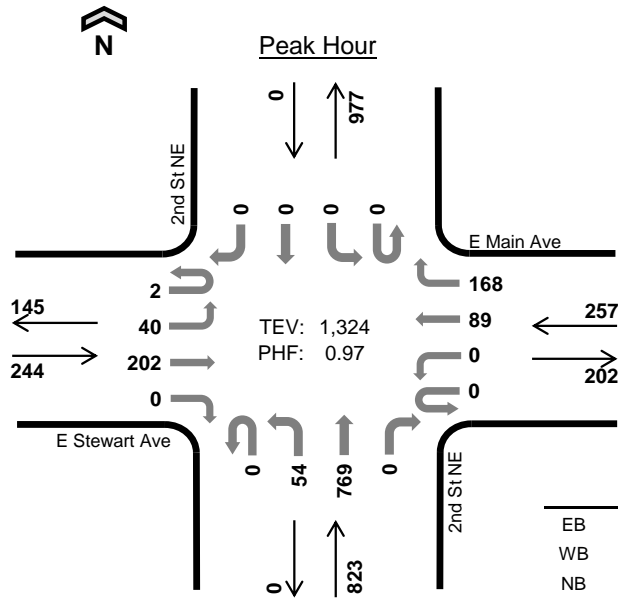 N
Peak Hour
0
977
2nd St NE
0
0
0
0
E Main Ave
2
168
145
40
TEV: 1,324
89
257
244
202
PHF: 0.97
0
202
0
0
E Stewart Ave
0
54
769
0
2nd St NE
0
823
EB
WB
NB